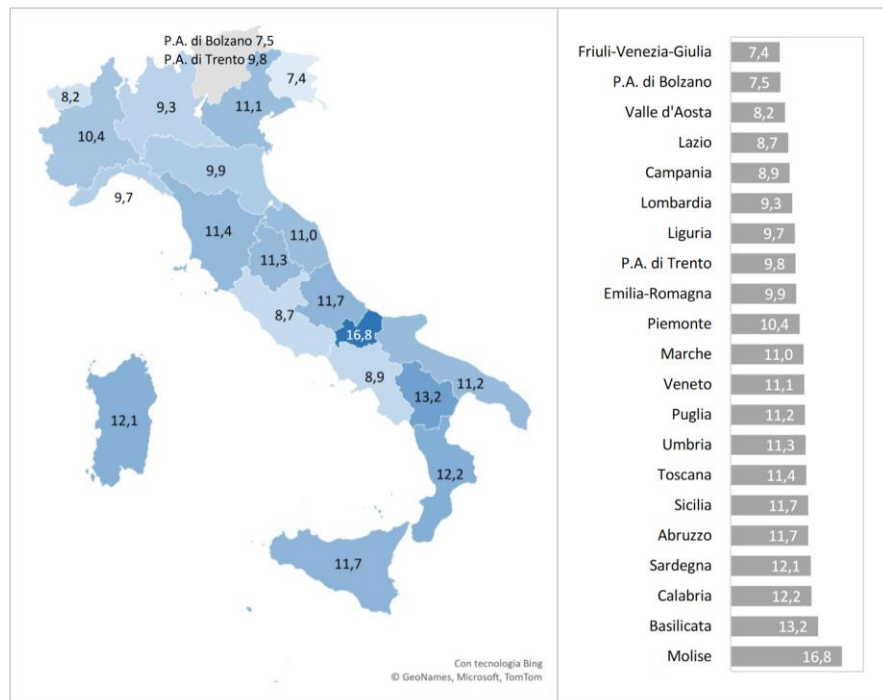 P.A. di Bolzano 7,5
P.A. di Trento 9,8
7,4
8,2
9,3
11,1
10,4
9,9
9,7
11,4
11,0
11,3
11,7
8,7
16,8
8,9
11,2
13,2
12,1
12,2
11,7
Con tecnologia Bing
© GeoNames, Microsoft, TomTom
Friuli-Venezia-Giulia 7,4
P.A. di Bolzano 7,5
Valle d'Aosta 8,2
Lazio 8,7
Campania 8,9
Lombardia 9,3
Liguria 9,7
P.A. di Trento 9,8
Emilia-Romagna 9,9
Piemonte 10,4
Marche 11,0
Veneto 11,1
Puglia 11,2
Umbria 11,3
Toscana 11,4
Sicilia 11,7
Abruzzo 11,7
Sardegna 12,1
Calabria 12,2
Basilicata 13,2
Molise 16,8